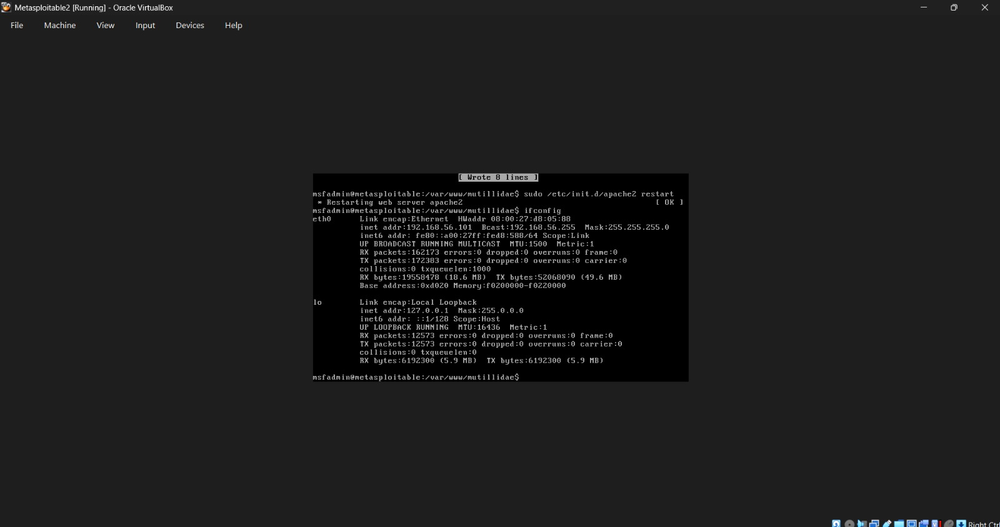 Metasploitable2 [Running] - Oracle VirtualBox
File Machine View Input Devices Help
[ Wrote 8 lines ]
msfadmin@metasploitable:/var/www/mutillidae$ sudo /etc/init.d/apache2 restart
* Restarting web server apache2 [ OK ]
msfadmin@metasploitable:/var/www/mutillidae$ ifconfig
eth0 Link encap:Ethernet HWaddr 08:00:27:d8:05:88
inet addr:192.168.56.101 Bcast:192.168.56.255 Mask:255.255.255.0
inet6 addr: fe80::a00:27ff:fed8:588/64 Scope:Link
UP BROADCAST RUNNING MULTICAST MTU:1500 Metric:1
RX packets:162173 errors:0 dropped:0 overruns:0 frame:0
TX packets:172383 errors:0 dropped:0 overruns:0 carrier:0
collisions:0 txqueuelen:1000
RX bytes:19558478 (18.6 MB) TX bytes:52068090 (49.6 MB)
Base address:0xd020 Memory:f0200000-f0220000
lo Link encap:Local Loopback
inet addr:127.0.0.1 Mask:255.0.0.0
inet6 addr: ::1/128 Scope:Host
UP LOOPBACK RUNNING MTU:16436 Metric:1
RX packets:12573 errors:0 dropped:0 overruns:0 frame:0
TX packets:12573 errors:0 dropped:0 overruns:0 carrier:0
collisions:0 txqueuelen:0
RX bytes:6192300 (5.9 MB) TX bytes:6192300 (5.9 MB)
msfadmin@metasploitable:/var/www/mutillidae$
Right Ctrl